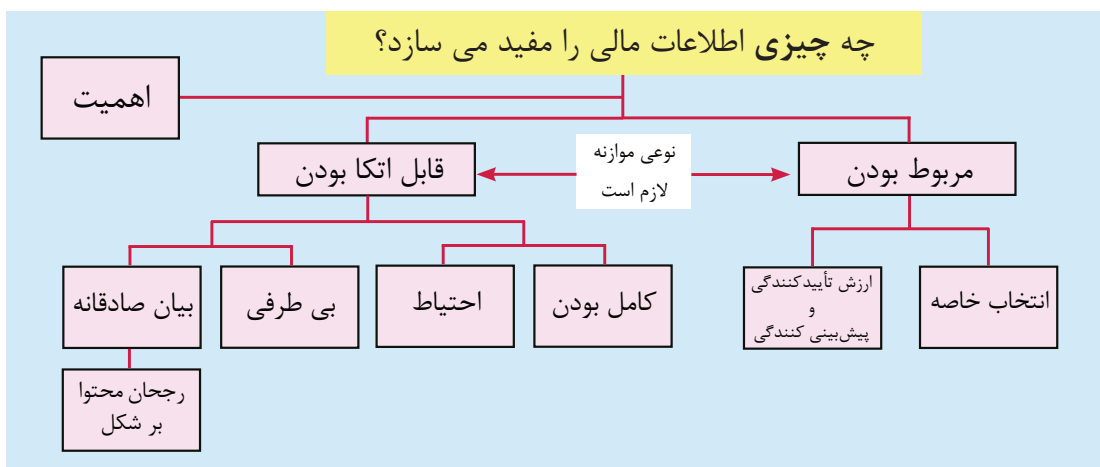 چه چیزی اطلاعات مالی را مفید می سازد؟
اهمیت
مربوط بودن
نوعی موازنه
لازم است
قابل اتکا بودن
انتخاب خاصه
ارزش تأییدکنندگی
و
پیش‌بینی کنندگی
کامل بودن
احتیاط
بی طرفی
بیان صادقانه
رجحان محتوا
بر شکل